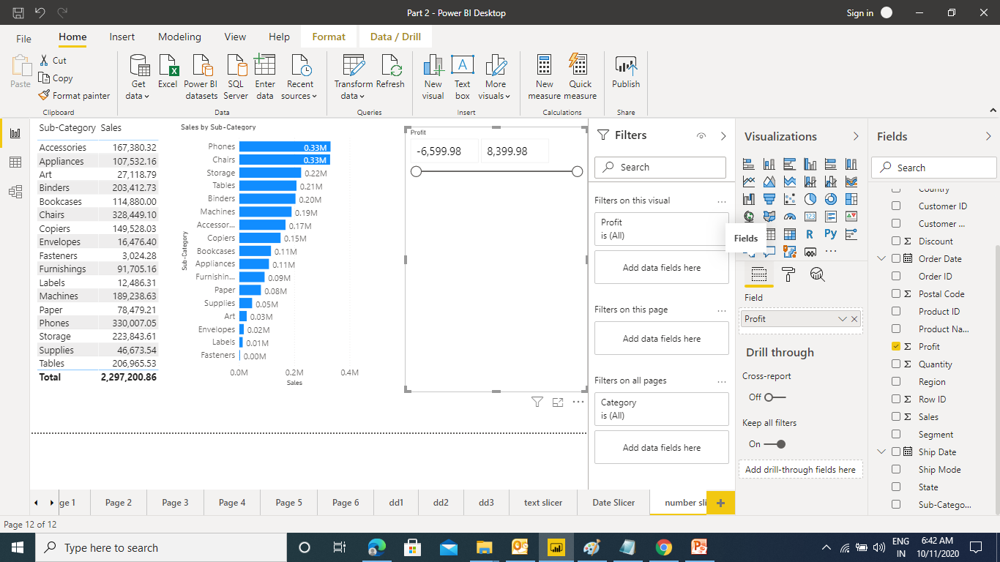 Part 2 - Power BI Desktop
Sign in
File
Home
Insert
Modeling
View
Help
Format
Data / Drill
Paste
Cut
Copy
Format painter
Clipboard
Get data
Excel
Power BI datasets
SQL Server
Enter data
Recent sources
Data
Transform data
Refresh
Queries
New visual
Text box
A
More visuals
Insert
New measure
Quick measure
Calculations
Publish
Share
Sub-Category Sales
Accessories 167,380.32
Appliances 107,532.16
Art 27,118.79
Binders 203,412.73
Bookcases 114,880.00
Chairs 328,449.10
Copiers 149,528.03
Envelopes 16,476.40
Fasteners 3,024.28
Furnishings 91,705.16
Labels 12,486.31
Machines 189,238.63
Paper 78,479.21
Phones 330,007.05
Storage 223,843.61
Supplies 46,673.54
Tables 206,965.53
Total 2,297,200.86
Sales by Sub-Category
Sub-Category
Phones 0.33M
Chairs 0.33M
Storage 0.22M
Tables 0.21M
Binders 0.20M
Machines 0.19M
Accessor... 0.17M
Copiers 0.15M
Bookcases 0.11M
Appliances 0.11M
Furnishin... 0.09M
Paper 0.08M
Supplies 0.05M
Art 0.03M
Envelopes 0.02M
Labels 0.01M
Fasteners 0.00M
0.0M 0.2M 0.4M
Sales
Profit
-6,599.98 8,399.98
Filters
Search
Filters on this visual ...
Profit
is (All)
Add data fields here
Filters on this page ...
Add data fields here
Filters on all pages ...
Category
is (All)
Add data fields here
Visualizations
123
R
Py
...
Fields
Field
Profit
Drill through
Cross-report
Off
Keep all filters
On
Add drill-through fields here
Fields
Search
Country
Customer ID
Customer ...
Σ Discount
Order Date
Order ID
Σ Postal Code
Product ID
Product Na...
Σ Profit
Σ Quantity
Region
Σ Row ID
Σ Sales
Segment
Ship Date
Ship Mode
State
Sub-Catego...
ge 1
Page 2
Page 3
Page 4
Page 5
Page 6
dd1
dd2
dd3
text slicer
Date Slicer
number sli
+
Page 12 of 12
Type here to search
ENG
IN
6:42 AM
10/11/2020